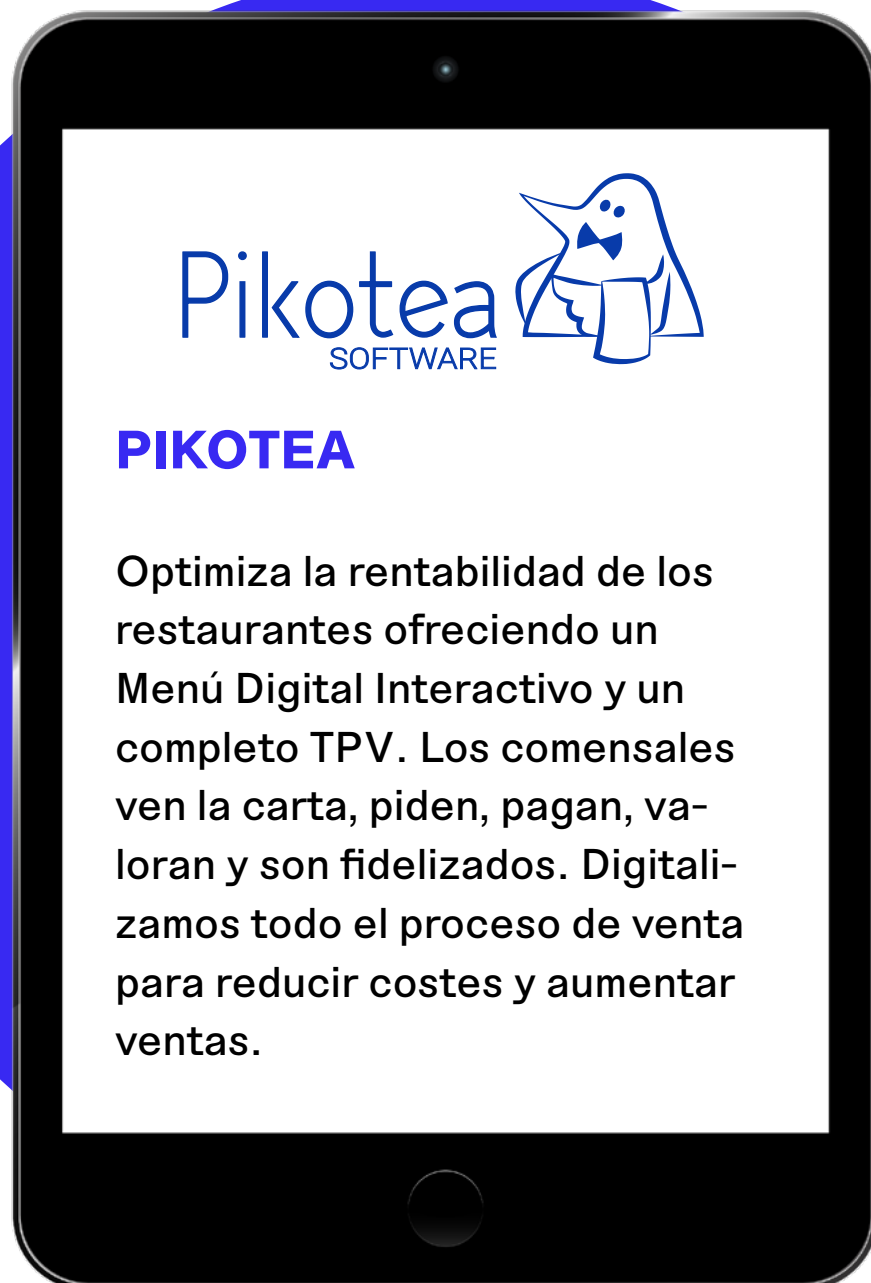 Pikotea
SOFTWARE
PIKOTEA
Optimiza la rentabilidad de los
restaurantes ofreciendo un
Menú Digital Interactivo y un
completo TPV. Los comensales
ven la carta, piden, pagan, va-
loran y son fidelizados. Digitali-
zamos todo el proceso de venta
para reducir costes y aumentar
ventas.